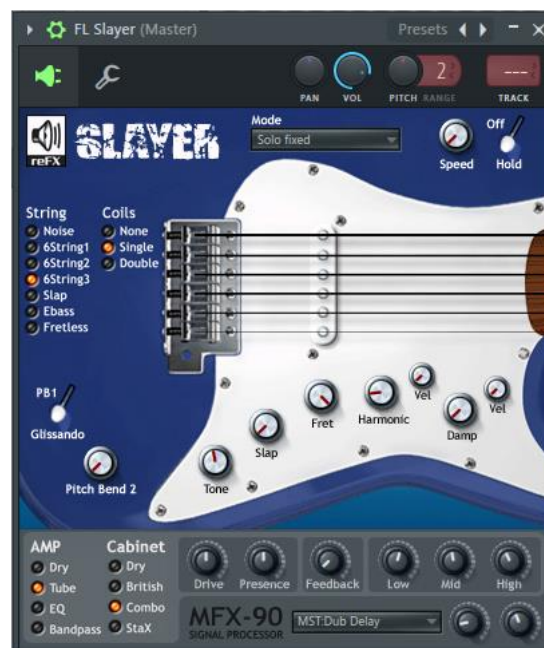 FL Slayer (Master)
Presets
2
PAN
VOL
PITCH RANGE
---
TRACK
reFX
SLAYER
Mode
Solo fixed
Speed
Off
Hold
String
Noise
6String1
6String2
6String3
Slap
Ebass
Fretless
Coils
None
Single
Double
PB1
Glissando
Pitch Bend 2
Tone
Slap
Fret
Harmonic
Vel
Damp
Vel
AMP
Dry
Tube
EQ
Bandpass
Cabinet
Dry
British
Combo
StaX
Drive
Presence
Feedback
Low
Mid
High
MFX-90
SIGNAL PROCESSOR
MST:Dub Delay